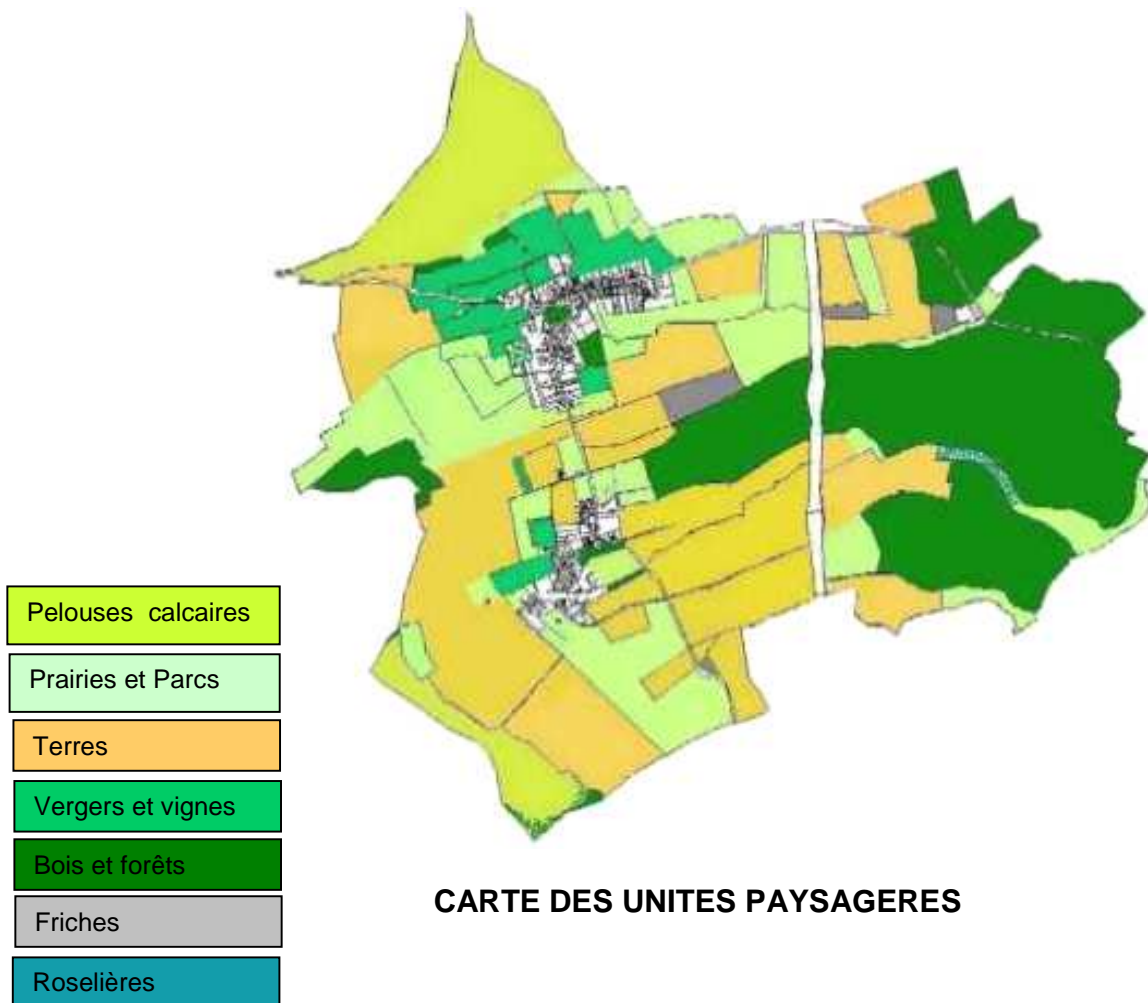 Pelouses calcaires
Prairies et Parcs
Terres
Vergers et vignes
Bois et forêts
Friches
Roselières
CARTE DES UNITES PAYSAGERES